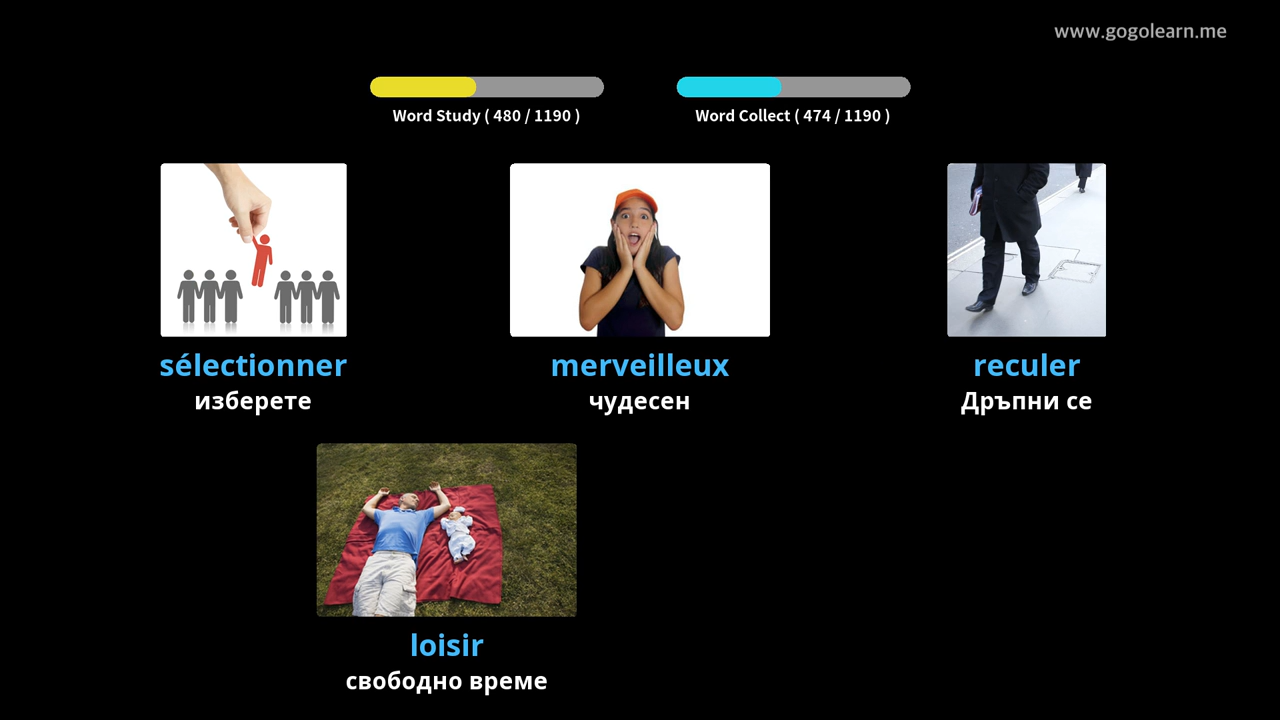 www.gogolearn.me
Word Study ( 480 / 1190 )
Word Collect ( 474 / 1190 )
sélectionner
изберете
merveilleux
чудесен
reculer
Дръпни се
loisir
свободно време